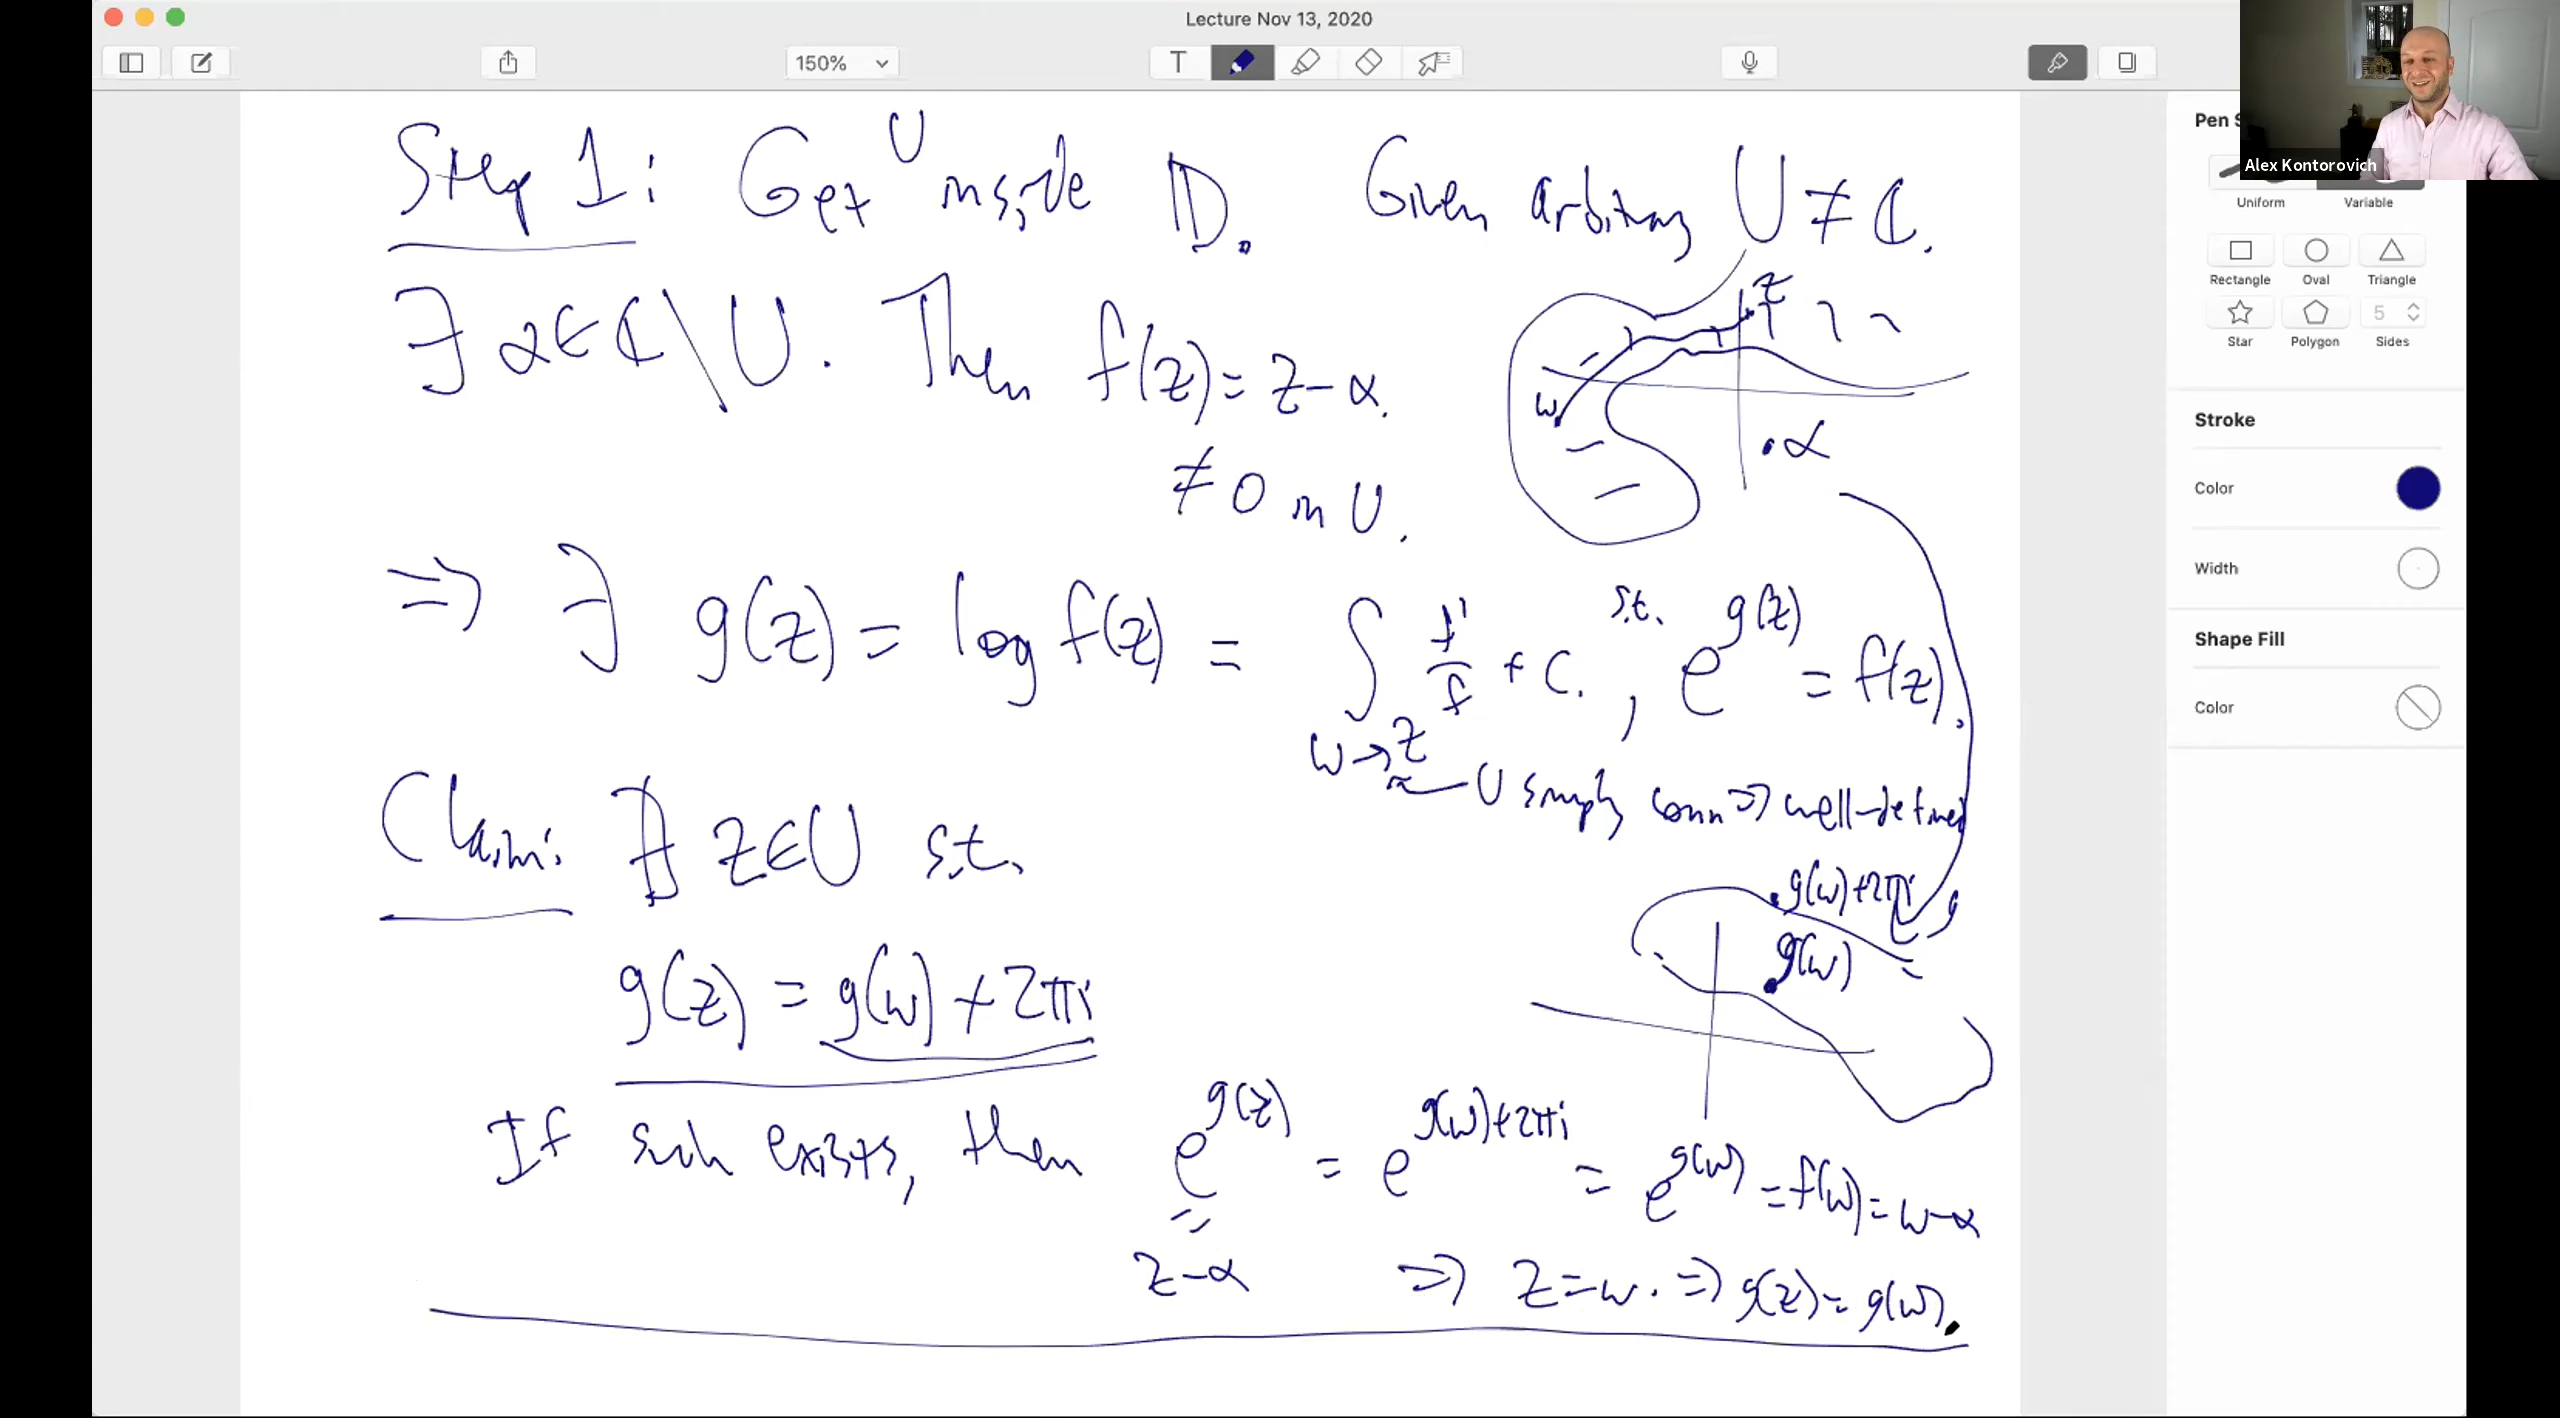 Lecture Nov 13, 2020
150%
T
Alex Kontorovich
Pen S
Uniform
Variable
Rectangle
Oval
Triangle
5
Star
Polygon
Sides
Stroke
Color
Width
Shape Fill
Color
Step 1: Get U inside 𝔻. Given arbitrary U ≠ ℂ.
∃ α ∈ ℂ \ U. Then f(z) = z - α.
≠ 0 in U.
z
w
.α
⇒ ∃ g(z) = log f(z) = ∫_{w→z} f'/f + C. , s.t. e^{g(z)} = f(z).
U simply conn ⇒ well-defined
Claim: ∄ z ∈ U s.t.
g(z) = g(w) + 2πi
.g(w)+2πi
g
.g(w)
If such exists, then e^{g(z)} = e^{g(w)+2πi} = e^{g(w)} = f(w) = w-α
=
z-α ⇒ z = w. ⇒ g(z) = g(w).